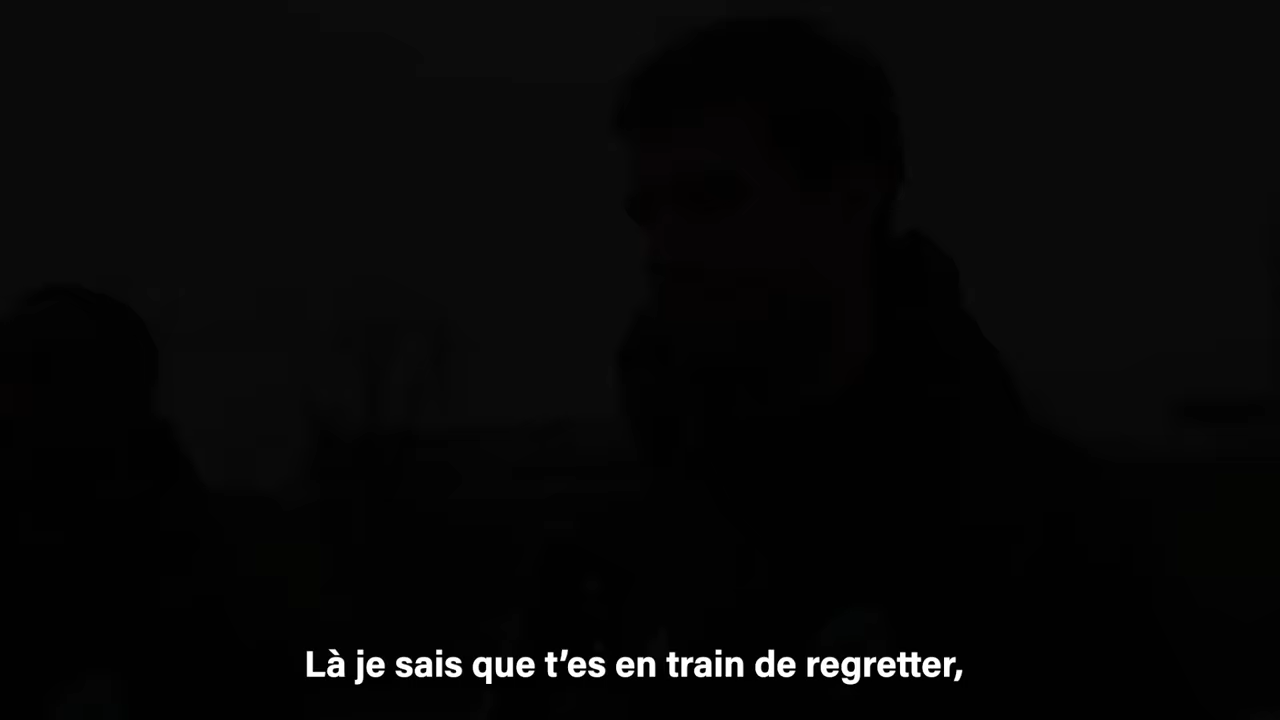 Là je sais que t’es en train de regretter,